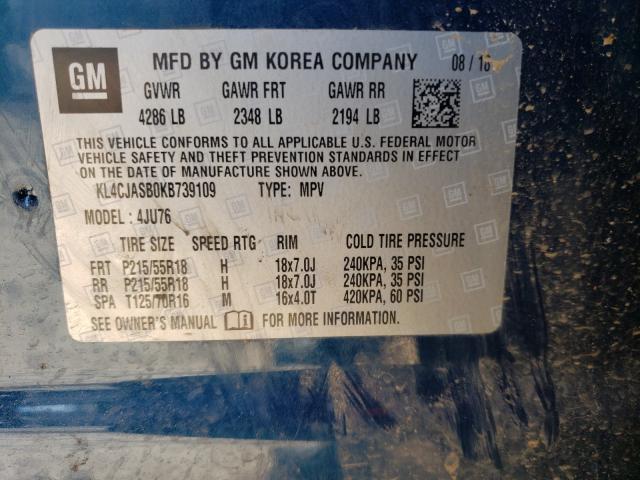 GM MFD BY GM KOREA COMPANY 08/18
GVWR GAWR FRT GAWR RR
4286 LB 2348 LB 2194 LB
THIS VEHICLE CONFORMS TO ALL APPLICABLE U.S. FEDERAL MOTOR
VEHICLE SAFETY AND THEFT PREVENTION STANDARDS IN EFFECT
ON THE DATE OF MANUFACTURE SHOWN ABOVE.
KL4CJASB0KB739109 TYPE: MPV
MODEL: 4JU76
TIRE SIZE SPEED RTG RIM COLD TIRE PRESSURE
FRT P215/55R18 H 18x7.0J 240KPA, 35 PSI
RR P215/55R18 H 18x7.0J 240KPA, 35 PSI
SPA T125/70R16 M 16x4.0T 420KPA, 60 PSI
SEE OWNER'S MANUAL FOR MORE INFORMATION.